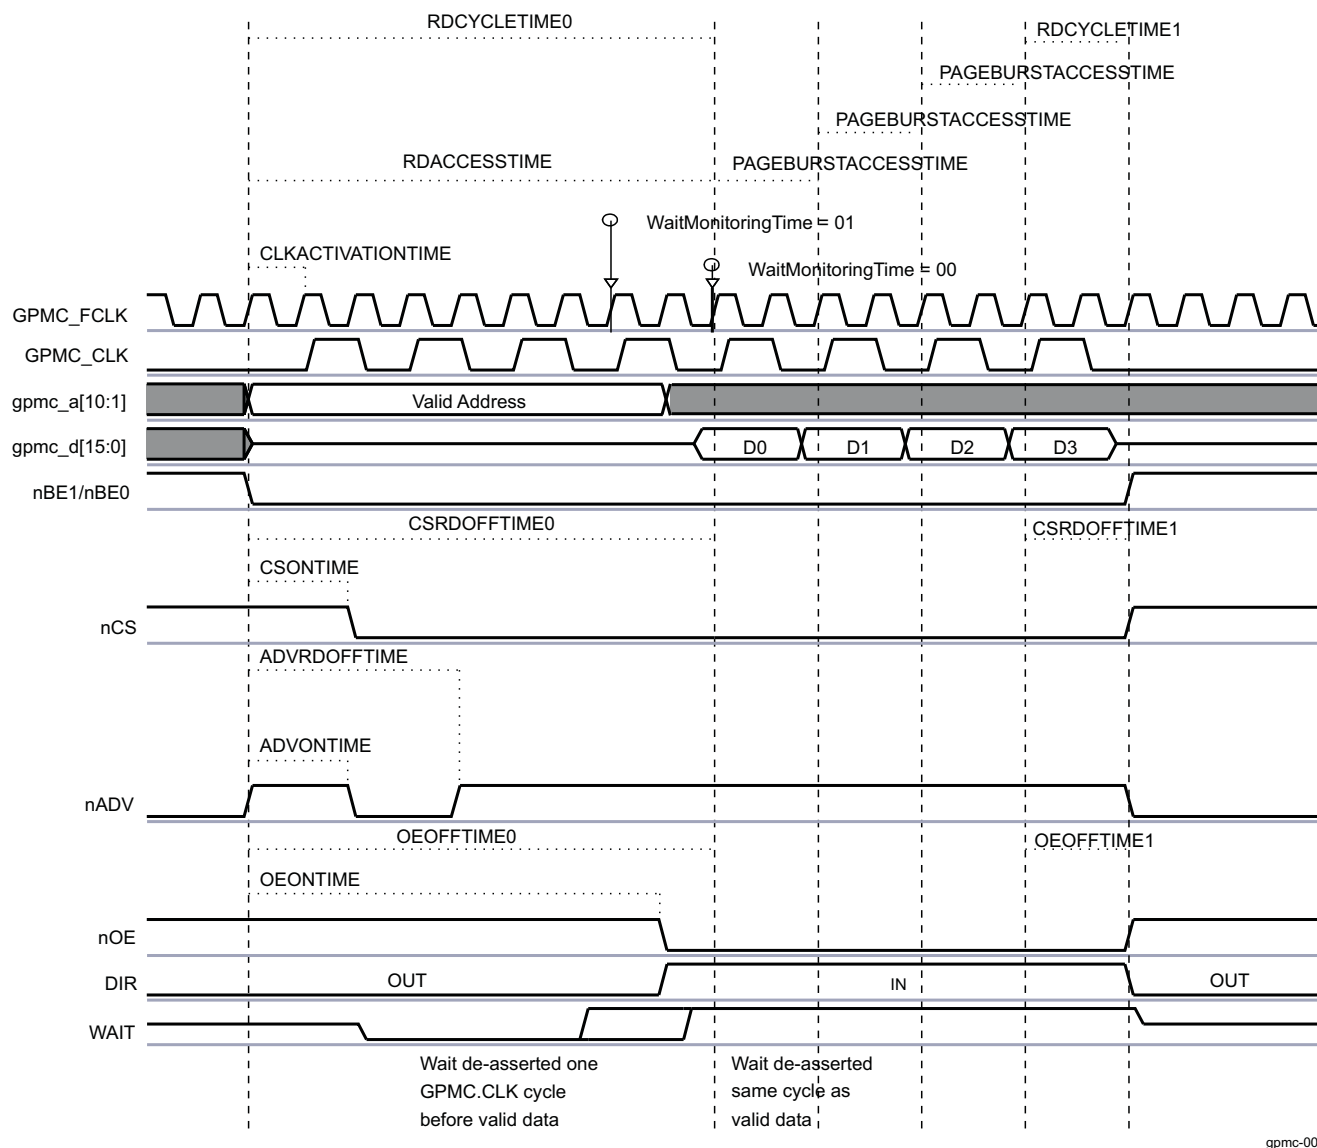 RDCYCLETIME0
RDCYCLETIME1
PAGEBURSTACCESSTIME
PAGEBURSTACCESSTIME
RDACCESSTIME
PAGEBURSTACCESSTIME
WaitMonitoringTime = 01
CLKACTIVATIONTIME
WaitMonitoringTime = 00
GPMC_FCLK
GPMC_CLK
gpmc_a[10:1]
Valid Address
gpmc_d[15:0]
D0
D1
D2
D3
nBE1/nBE0
CSRDOFFTIME0
CSRDOFFTIME1
CSONTIME
nCS
ADVRDOFFTIME
ADVONTIME
nADV
OEOFFTIME0
OEOFFTIME1
OEONTIME
nOE
DIR
OUT
IN
OUT
WAIT
Wait de-asserted one
GPMC.CLK cycle
before valid data
Wait de-asserted
same cycle as
valid data